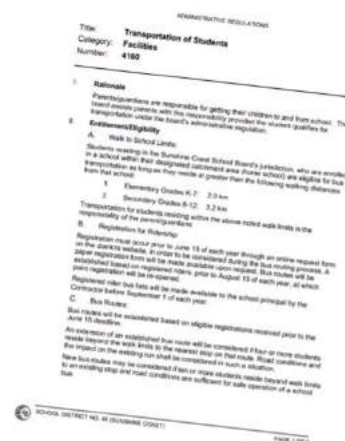 ADMINISTRATIVE REGULATIONS
Title: Transportation of Students
Category: Facilities
Number: 4160
I. Rationale
Parents/guardians are responsible for getting their children to and from school. The
board assists parents with this responsibility provided the student qualifies for
transportation under the board's administrative regulation.
II. Entitlement/Eligibility
A. Walk to School Limits:
Students residing in the Sunshine Coast School Board's jurisdiction, who are enrolled
in a school within their designated catchment area (home school) are eligible for bus
transportation as long as they reside at greater than the following walking distances
from that school:
1. Elementary Grades K-7: 2.0 km
2. Secondary Grades 8-12: 3.2 km
Transportation for students residing within the above noted walk limits is the
responsibility of the parent/guardians.
B. Registration for Ridership:
Registration must occur prior to June 15 of each year through an online request form
on the district's website, in order to be considered during the bus routing process. A
paper registration form will be made available upon request. Bus routes will be
established based on registered riders, prior to August 15 of each year, at which
point registration will be re-opened.
Registered rider bus lists will be made available to the school principal by the
Contractor before September 1 of each year.
C. Bus Routes:
Bus routes will be established based on eligible registrations received prior to the
June 15 deadline.
An extension of an established bus route will be considered if four or more students
reside beyond the walk limits to the nearest stop on that route. Road conditions and
the impact on the existing run shall be considered in such a situation.
New bus routes may be considered if ten or more students reside beyond walk limits
to an existing stop and road conditions are sufficient for safe operation of a school
bus.
SCHOOL DISTRICT NO. 46 (SUNSHINE COAST)
PAGE 1